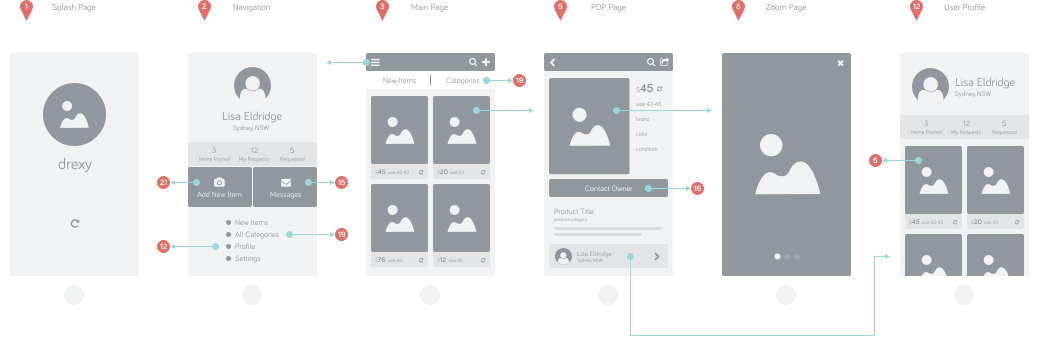 1 Splash Page
2 Navigation
3 Main Page
5 PDP Page
8 Zoom Page
12 User Profile
drexy
Lisa Eldridge
Sydney, NSW
3 12 5
Items Posted My Requests Requested
Add New Item Messages
21
15
New Items
All Categories
Profile
Settings
19
12
New Items Categories
19
$45 size 42-43
$20 size 34
$76 size 44
$12 size 16
$45
size 42-43
brand
color
condition
Contact Owner
16
Product Title
product category
Lisa Eldridge
Sydney, NSW
Lisa Eldridge
Sydney, NSW
3 12 5
Items Posted My Requests Requested
5
$45 size 42-43
$20 size 34